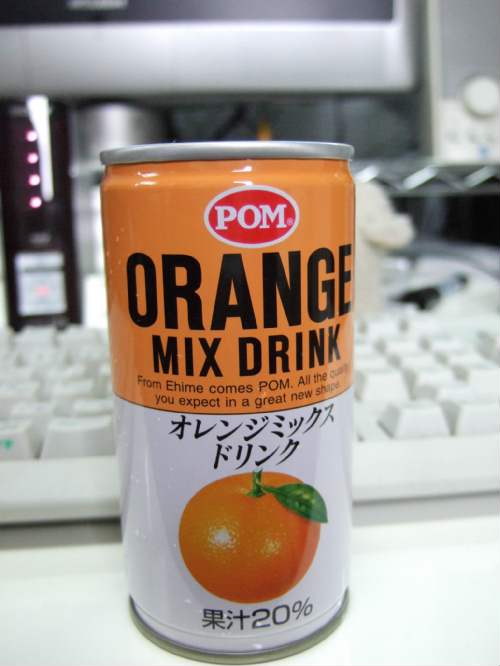 POM
ORANGE
MIX DRINK
From Ehime comes POM. All the quality
you expect in a great new shape.
オレンジミックス
ドリンク
果汁20%